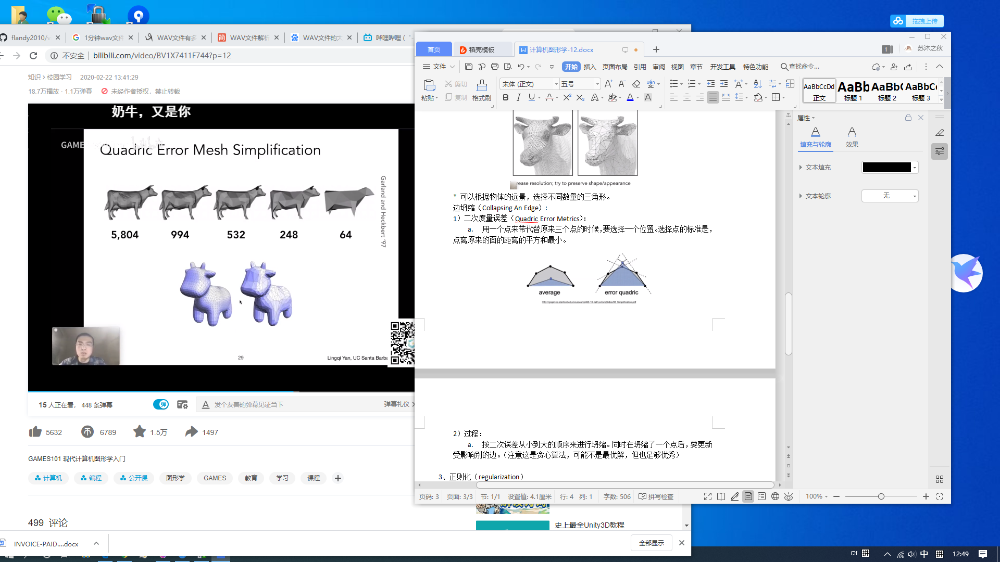 拖拽上传
flandy2010/w
1分钟wav文件
WAV文件有多
WAV文件解析
WAV文件的大
哔哩哔哩 (
不安全
bilibili.com/video/BV1X7411F744?p=12
知识
校园学习
2020-02-22 13:41:29
18.7万播放 · 1.1万弹幕
未经作者授权，禁止转载
奶牛，又是你
GAME
Quadric Error Mesh Simplification
Garland and Heckbert '97
5,804
994
532
248
64
29
Lingqi Yan, UC Santa Barba
15 人正在看， 448 条弹幕
弹
发个友善的弹幕见证当下
弹幕礼仪
5632
6789
1.5万
1497
GAMES101 现代计算机图形学入门
计算机
编程
公开课
图形学
GAMES
教育
学习
课程
499 评论
史上最全Unity3D教程
INVOICE-PAID....docx
全部显示
首页
稻壳模板
计算机图形学-12.docx
1
苏沐之秋
文件
开始
插入
页面布局
引用
审阅
视图
章节
开发工具
特色功能
查找命令...
粘贴
剪切
复制
格式刷
宋体 (正文)
五号
AaBbCcDd
正文
AaBb
标题 1
AaBb(
标题 2
AaBbC
标题 3
rease resolution; try to preserve shape/appearance
* 可以根据物体的远景，选择不同数量的三角形。
边坍缩（Collapsing An Edge）：
1）二次度量误差（Quadric Error Metrics）：
a. 用一个点来带代替原来三个点的时候，要选择一个位置。选择点的标准是，
点离原来的面的距离的平方和最小。
average
error quadric
2）过程：
a. 按二次误差从小到大的顺序来进行坍缩。同时在坍缩了一个点后，要更新
受影响别的边。（注意这是贪心算法，可能不是最优解，但也足够优秀）
3、正则化（regularization）
属性
填充与轮廓
效果
文本填充
文本轮廓
无
页码: 3
页面: 3/3
节: 1/1
设置值: 4.1厘米
行: 4
列: 1
字数: 506
拼写检查
100%
CH
拼
中
拼
12:49